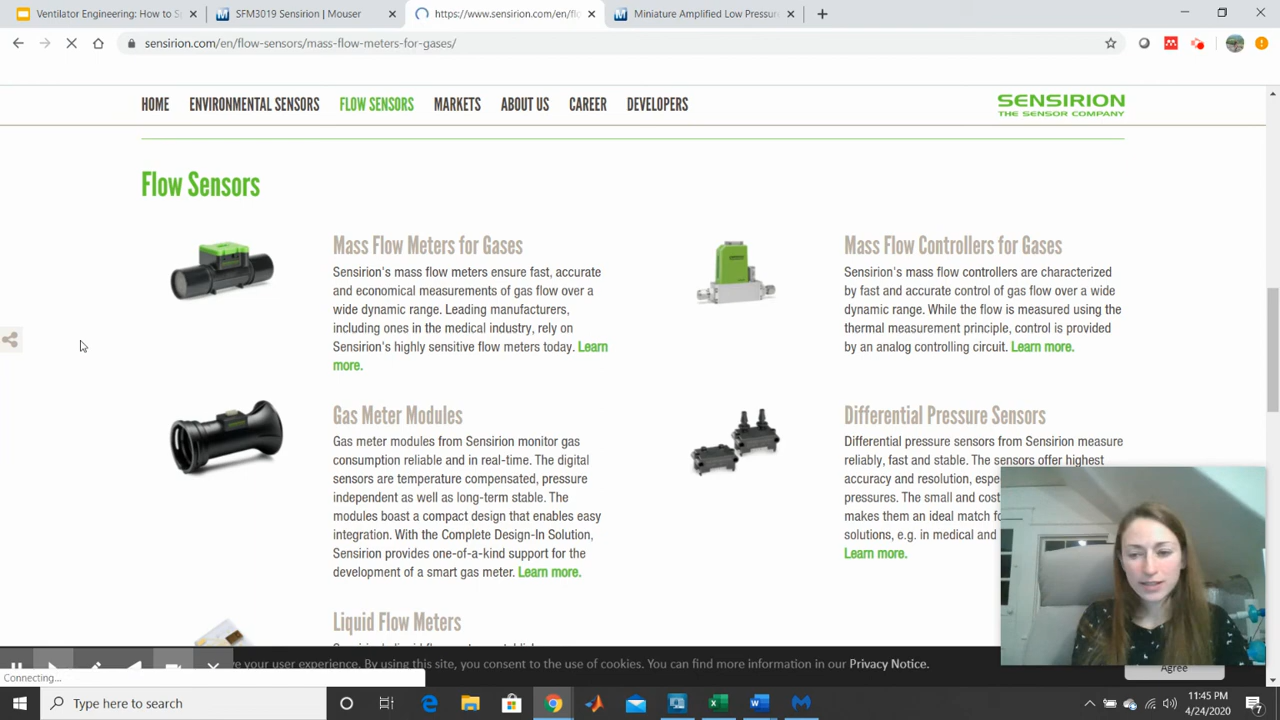 Ventilator Engineering: How to S
SFM3019 Sensirion | Mouser
https://www.sensirion.com/en/flo
Miniature Amplified Low Pressur
sensirion.com/en/flow-sensors/mass-flow-meters-for-gases/
HOME ENVIRONMENTAL SENSORS FLOW SENSORS MARKETS ABOUT US CAREER DEVELOPERS
SENSIRION
THE SENSOR COMPANY
Flow Sensors
Mass Flow Meters for Gases
Sensirion's mass flow meters ensure fast, accurate
and economical measurements of gas flow over a
wide dynamic range. Leading manufacturers,
including ones in the medical industry, rely on
Sensirion's highly sensitive flow meters today. Learn
more.
Mass Flow Controllers for Gases
Sensirion's mass flow controllers are characterized
by fast and accurate control of gas flow over a wide
dynamic range. While the flow is measured using the
thermal measurement principle, control is provided
by an analog controlling circuit. Learn more.
Gas Meter Modules
Gas meter modules from Sensirion monitor gas
consumption reliable and in real-time. The digital
sensors are temperature compensated, pressure
independent as well as long-term stable. The
modules boast a compact design that enables easy
integration. With the Complete Design-In Solution,
Sensirion provides one-of-a-kind support for the
development of a smart gas meter. Learn more.
Differential Pressure Sensors
Differential pressure sensors from Sensirion measure
reliably, fast and stable. The sensors offer highest
accuracy and resolution, espe
pressures. The small and cost
makes them an ideal match fo
solutions, e.g. in medical and
Learn more.
Liquid Flow Meters
ve your user experience. By using this site, you consent to the use of cookies. You can find more information in our Privacy Notice.
Agree
Connecting...
Type here to search
11:45 PM
4/24/2020
7